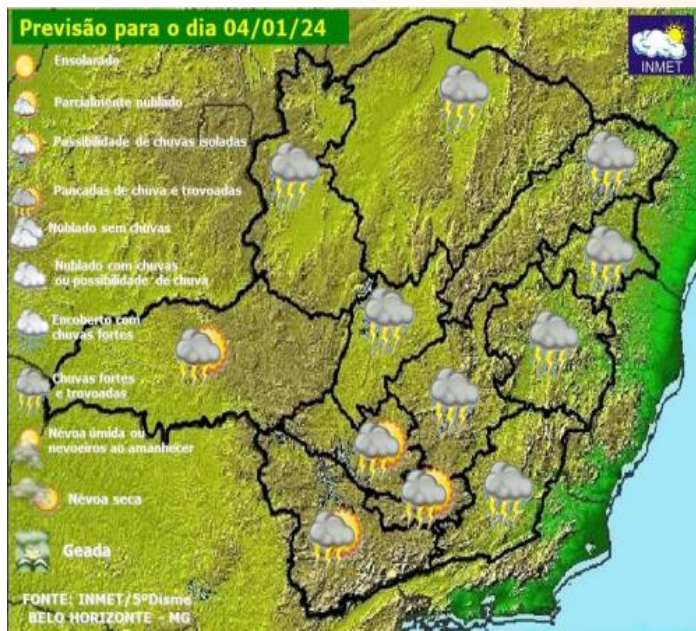 Previsão para o dia 04/01/24
INMET
Ensolarado
Parcialmente nublado
Possibilidade de chuvas isoladas
Pancadas de chuva e trovoadas
Nublado sem chuvas
Nublado com chuvas
ou possibilidade de chuva
Encoberto com
chuvas fortes
Chuvas fortes
e trovoadas
Névoa úmida ou
nevoeiros ao amanhecer
Névoa seca
Geada
FONTE: INMET/5ºDisme
BELO HORIZONTE - MG